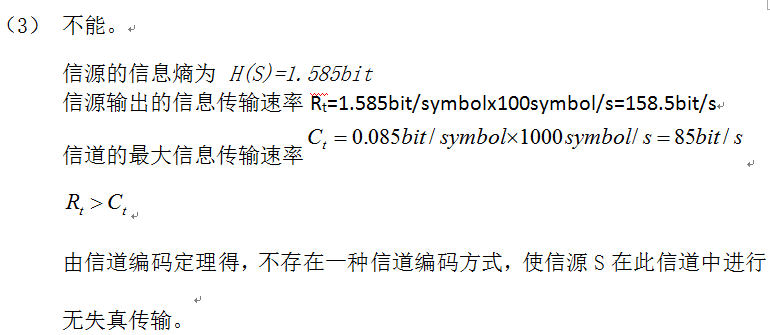 （3） 不能。
信源的信息熵为 H(S)=1.585bit
信源输出的信息传输速率 Rt=1.585bit/symbolx100symbol/s=158.5bit/s
信道的最大信息传输速率 Ct = 0.085bit / symbol×1000symbol / s = 85bit / s
Rt > Ct
由信道编码定理得，不存在一种信道编码方式，使信源 S 在此信道中进行
无失真传输。